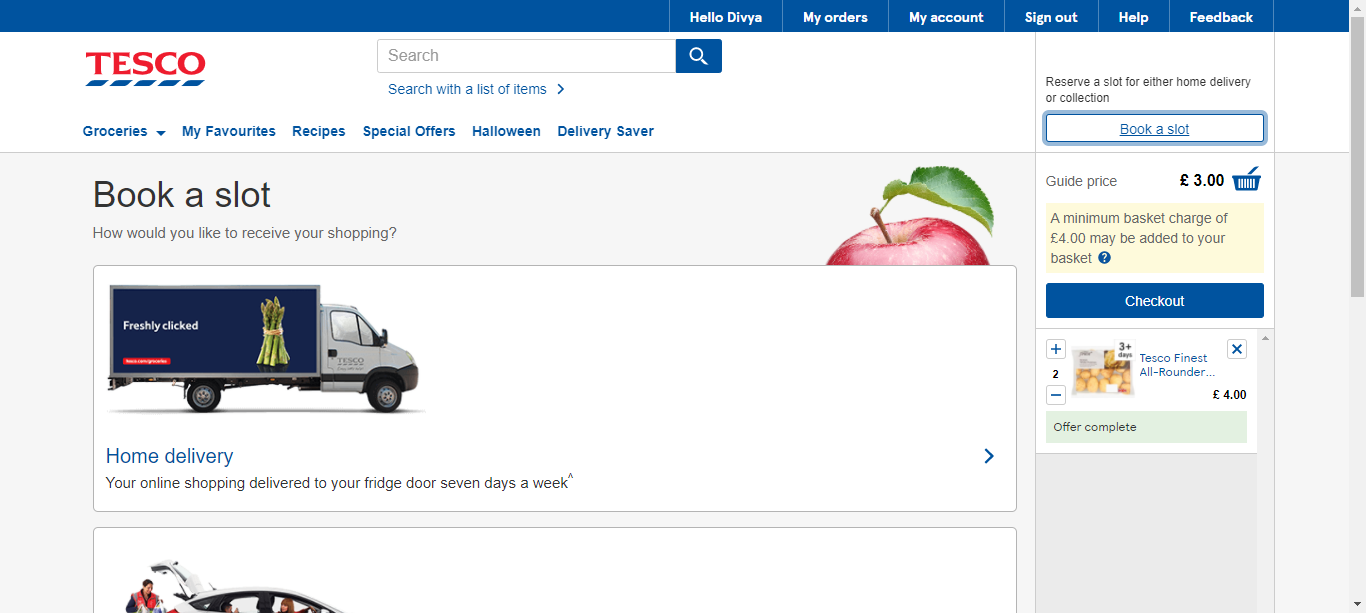 Hello Divya
My orders
My account
Sign out
Help
Feedback
TESCO
Search
Search with a list of items
Groceries
My Favourites
Recipes
Special Offers
Halloween
Delivery Saver
Reserve a slot for either home delivery
or collection
Book a slot
Book a slot
How would you like to receive your shopping?
Freshly clicked
tesco.com/groceries
TESCO
Home delivery
Your online shopping delivered to your fridge door seven days a week^
Guide price
£ 3.00
A minimum basket charge of
£4.00 may be added to your
basket ?
Checkout
+
2
−
3+
days
Tesco Finest
All-Rounder...
£ 4.00
Offer complete